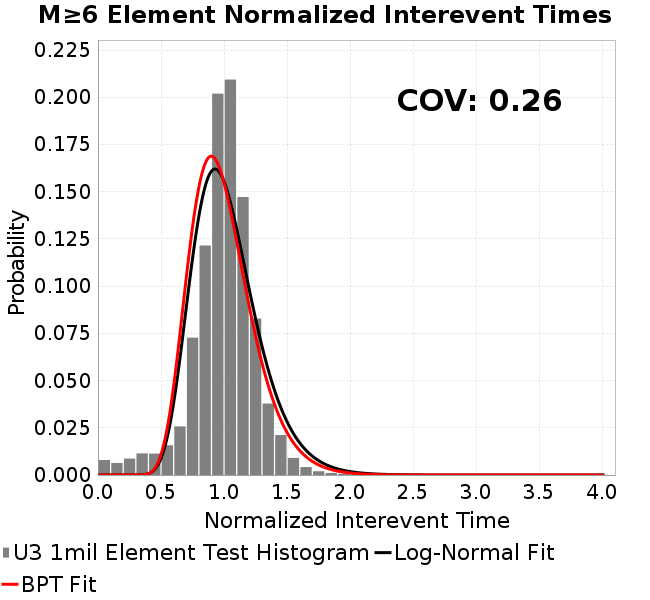 M≥6 Element Normalized Interevent Times
COV: 0.26
0.225
0.200
0.175
0.150
0.125
0.100
0.075
0.050
0.025
0.000
Probability
0.0 0.5 1.0 1.5 2.0 2.5 3.0 3.5 4.0
Normalized Interevent Time
U3 1mil Element Test Histogram Log-Normal Fit
BPT Fit